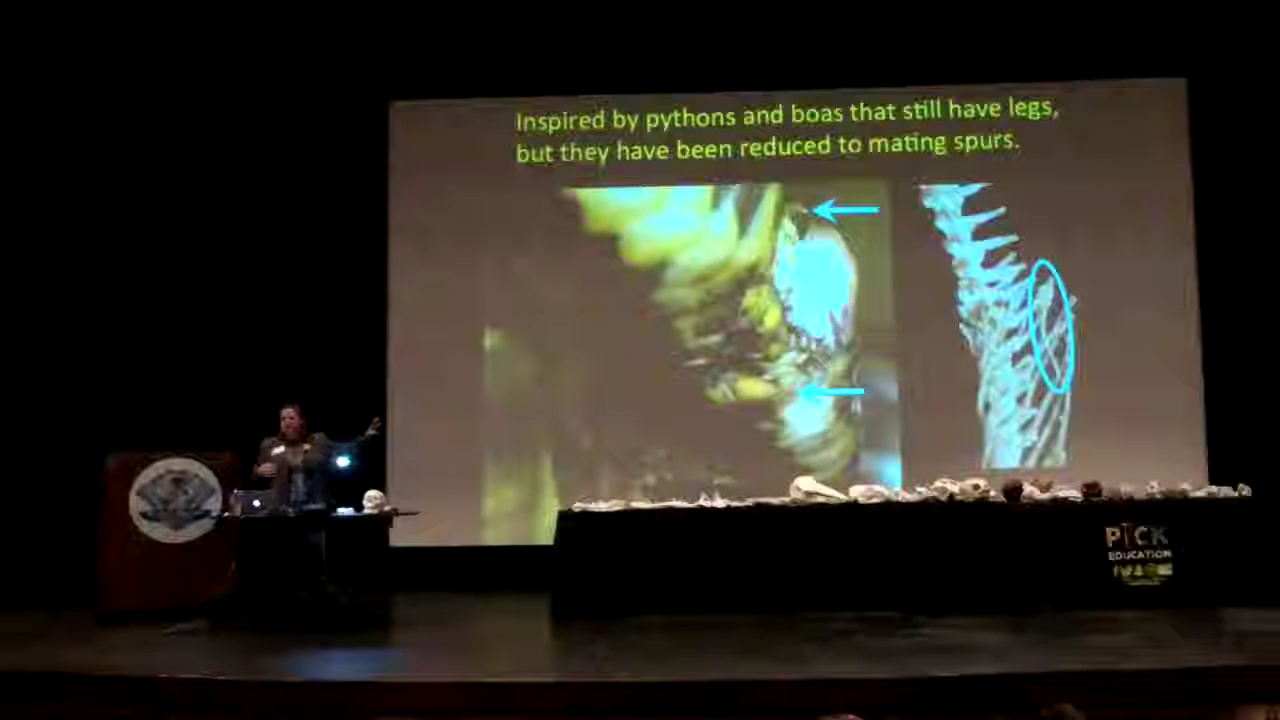 Inspired by pythons and boas that still have legs,
but they have been reduced to mating spurs.
PICK
EDUCATION